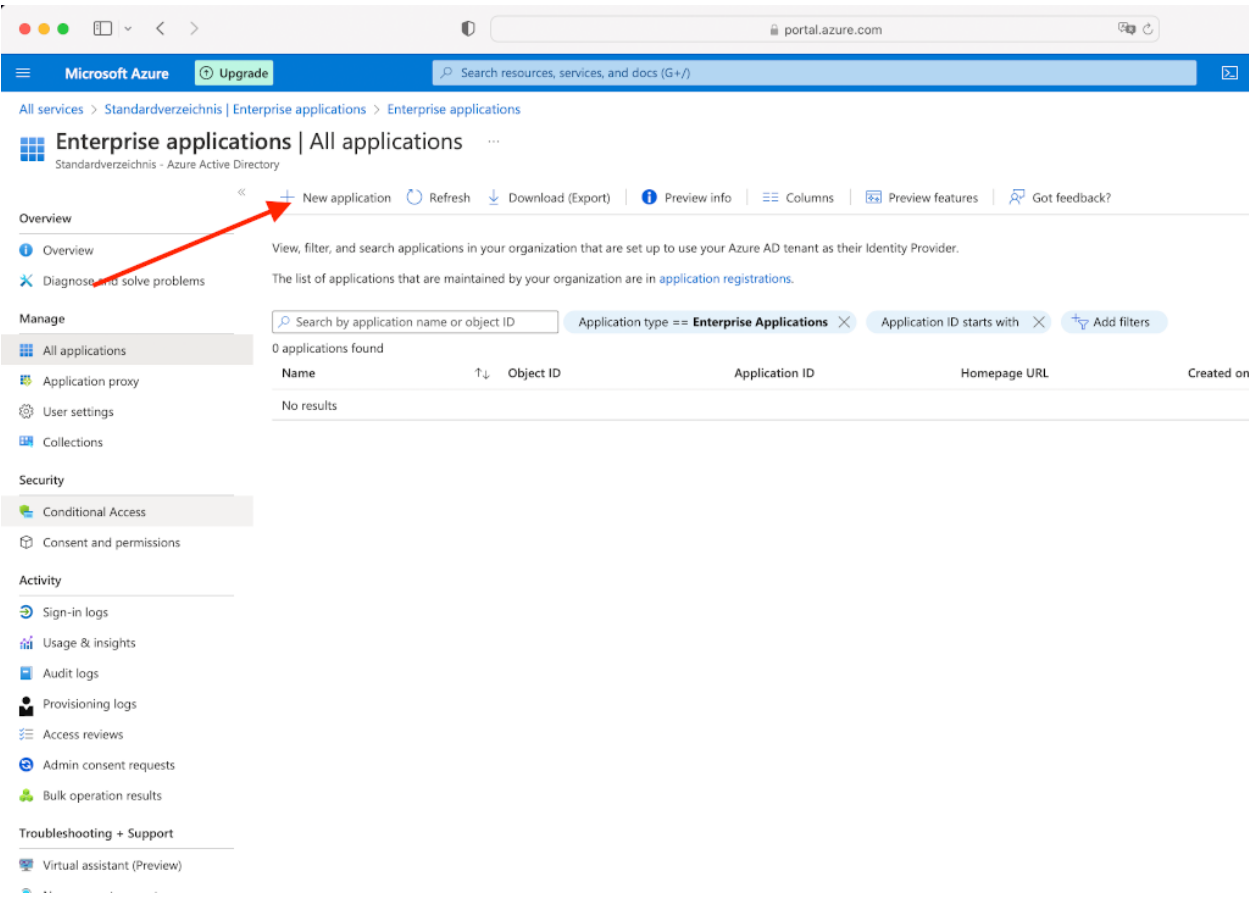 portal.azure.com
Microsoft Azure Upgrade Search resources, services, and docs (G+/)
All services > Standardverzeichnis | Enterprise applications > Enterprise applications
Enterprise applications | All applications ...
Standardverzeichnis - Azure Active Directory
New application Refresh Download (Export) Preview info Columns Preview features Got feedback?
Overview
Overview
Diagnose and solve problems
Manage
All applications
Application proxy
User settings
Collections
Security
Conditional Access
Consent and permissions
Activity
Sign-in logs
Usage & insights
Audit logs
Provisioning logs
Access reviews
Admin consent requests
Bulk operation results
Troubleshooting + Support
Virtual assistant (Preview)
View, filter, and search applications in your organization that are set up to use your Azure AD tenant as their Identity Provider.
The list of applications that are maintained by your organization are in application registrations.
Search by application name or object ID Application type == Enterprise Applications Application ID starts with Add filters
0 applications found
Name Object ID Application ID Homepage URL Created on
No results